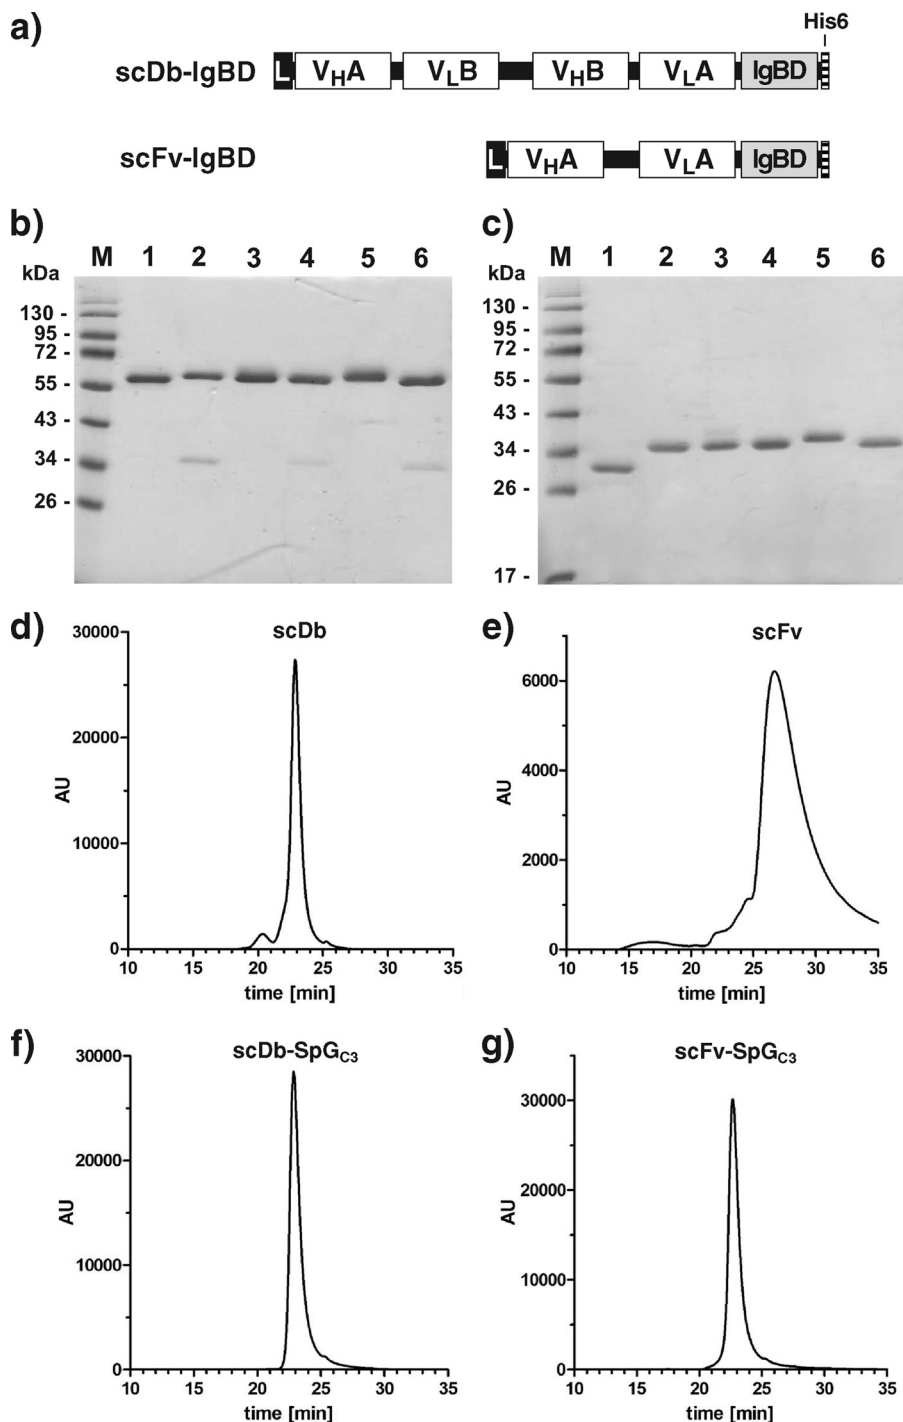 a)
His6
scDb-IgBD
L VHA VLB VHB VLA IgBD
scFv-IgBD
L VHA VLA IgBD
b)
kDa M 1 2 3 4 5 6
130 -
95 -
72 -
55 -
43 -
34 -
26 -
c)
kDa M 1 2 3 4 5 6
130 -
95 -
72 -
55 -
43 -
34 -
26 -
17 -
d)
scDb
30000
20000
10000
0
AU
10 15 20 25 30 35
time [min]
e)
scFv
6000
4000
2000
0
AU
10 15 20 25 30 35
time [min]
f)
scDb-SpGC3
30000
20000
10000
0
AU
10 15 20 25 30 35
time [min]
g)
scFv-SpGC3
30000
20000
10000
0
AU
10 15 20 25 30 35
time [min]